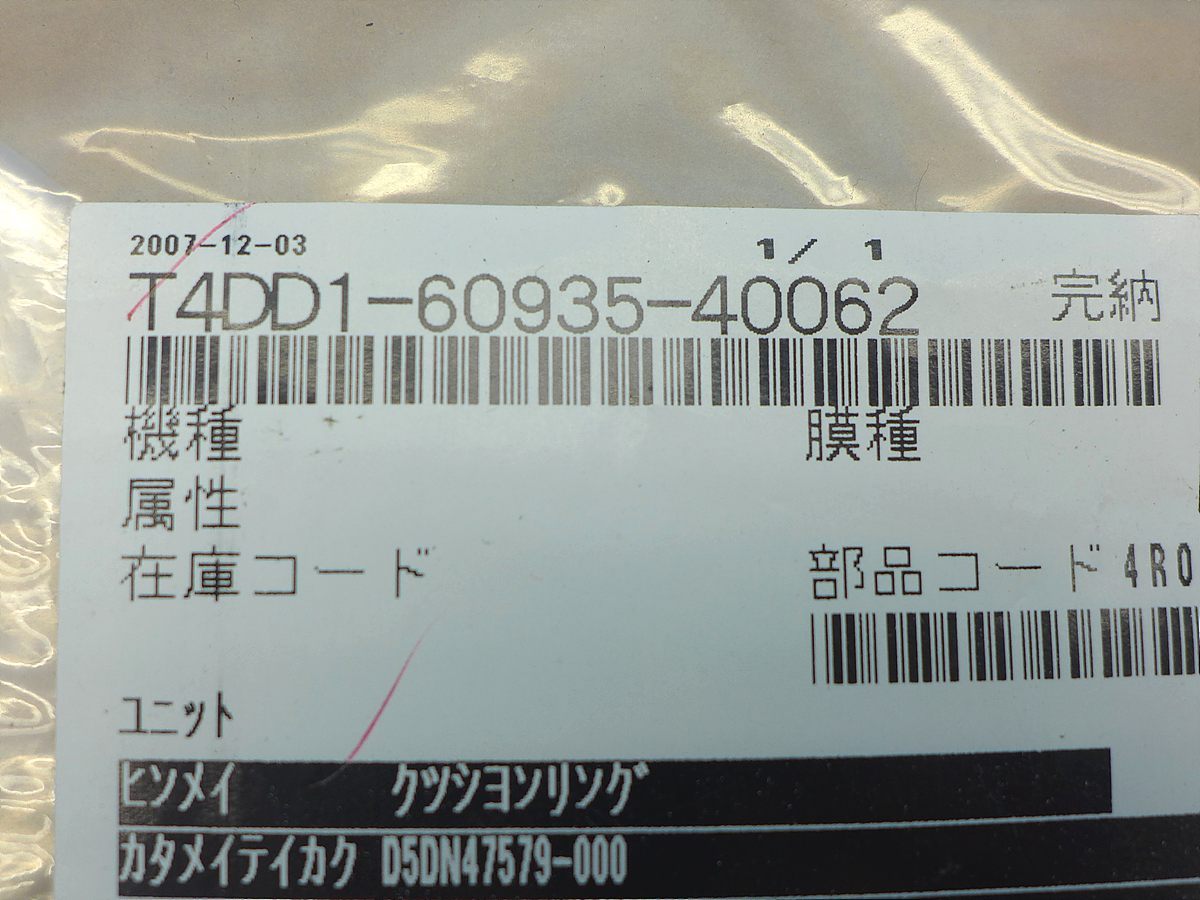 2007-12-03 1/ 1
T4DD1-60935-40062 完納
機種 膜種
属性
在庫コード 部品コード 4R0
ユニット
ヒンメイ クツシヨンリング
カタメイテイカク D5DN47579-000